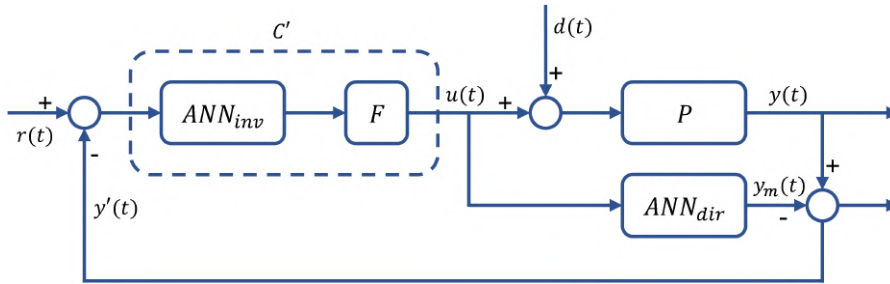 C'
d(t)
+
+
ANN_inv
F
u(t)
+
P
y(t)
r(t)
-
+
y'(t)
ANN_dir
y_m(t)
-